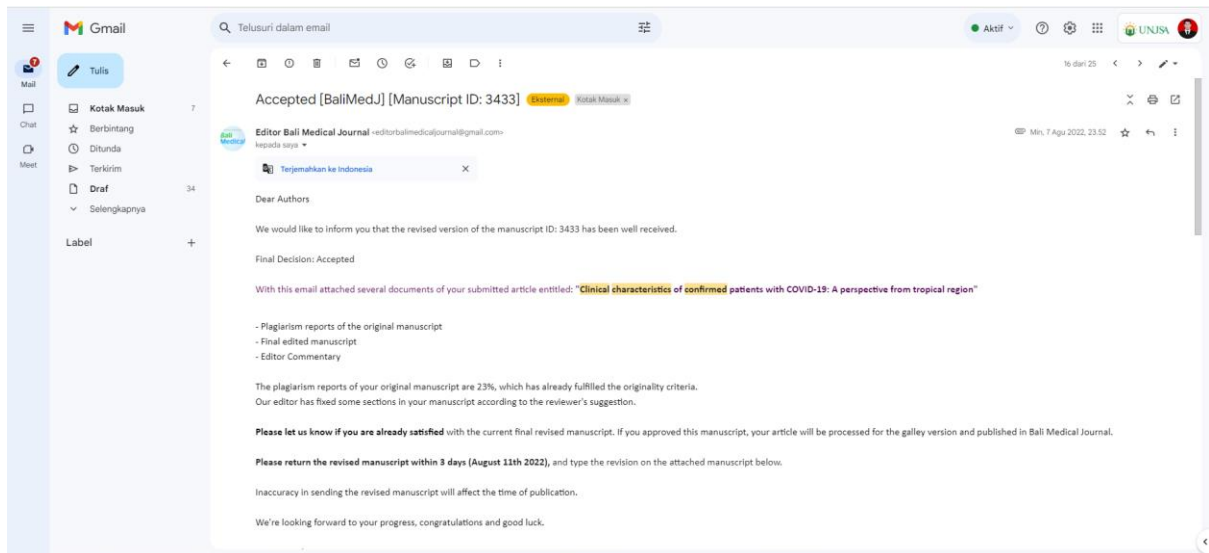 Gmail
Telusuri dalam email
Aktif
UNUSA
7
Mail
Chat
Meet
Tulis
Kotak Masuk 7
Berbintang
Ditunda
Terkirim
Draf 34
Selengkapnya
Label +
16 dari 25
Accepted [BaliMedJ] [Manuscript ID: 3433] Eksternal Kotak Masuk x
Bali Medical
Editor Bali Medical Journal <editorbalimedicaljournal@gmail.com>
kepada saya
Min, 7 Agu 2022, 23.52
Terjemahkan ke Indonesia
Dear Authors
We would like to inform you that the revised version of the manuscript ID: 3433 has been well received.
Final Decision: Accepted
With this email attached several documents of your submitted article entitled: "Clinical characteristics of confirmed patients with COVID-19: A perspective from tropical region"
- Plagiarism reports of the original manuscript
- Final edited manuscript
- Editor Commentary
The plagiarism reports of your original manuscript are 23%, which has already fulfilled the originality criteria.
Our editor has fixed some sections in your manuscript according to the reviewer's suggestion.
Please let us know if you are already satisfied with the current final revised manuscript. If you approved this manuscript, your article will be processed for the galley version and published in Bali Medical Journal.
Please return the revised manuscript within 3 days (August 11th 2022), and type the revision on the attached manuscript below.
Inaccuracy in sending the revised manuscript will affect the time of publication.
We're looking forward to your progress, congratulations and good luck.